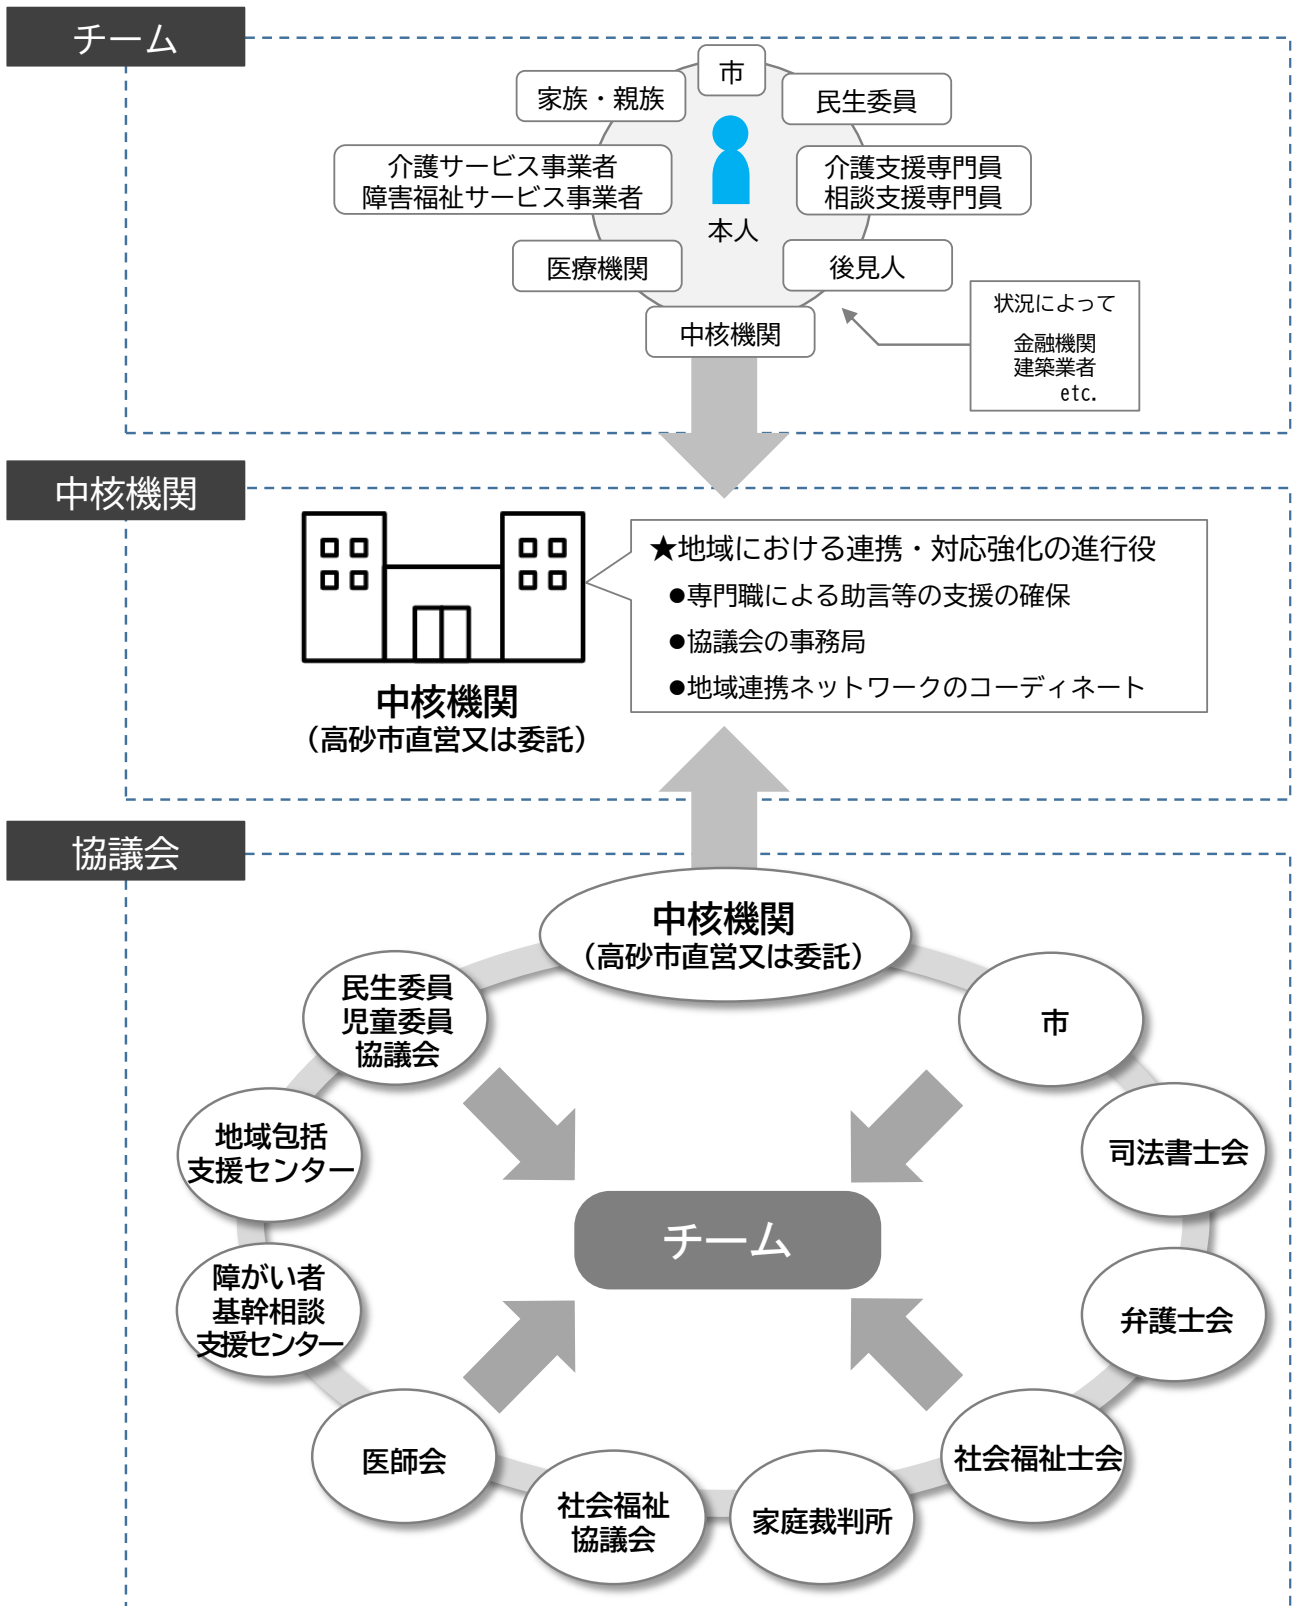 チーム
市
家族・親族
民生委員
介護サービス事業者
障害福祉サービス事業者
介護支援専門員
相談支援専門員
本人
医療機関
後見人
中核機関
状況によって
金融機関
建築業者
etc.
中核機関
★地域における連携・対応強化の進行役
●専門職による助言等の支援の確保
●協議会の事務局
●地域連携ネットワークのコーディネート
中核機関
（高砂市直営又は委託）
協議会
中核機関
（高砂市直営又は委託）
民生委員
児童委員
協議会
市
地域包括
支援センター
司法書士会
チーム
障がい者
基幹相談
支援センター
弁護士会
医師会
社会福祉士会
社会福祉
協議会
家庭裁判所